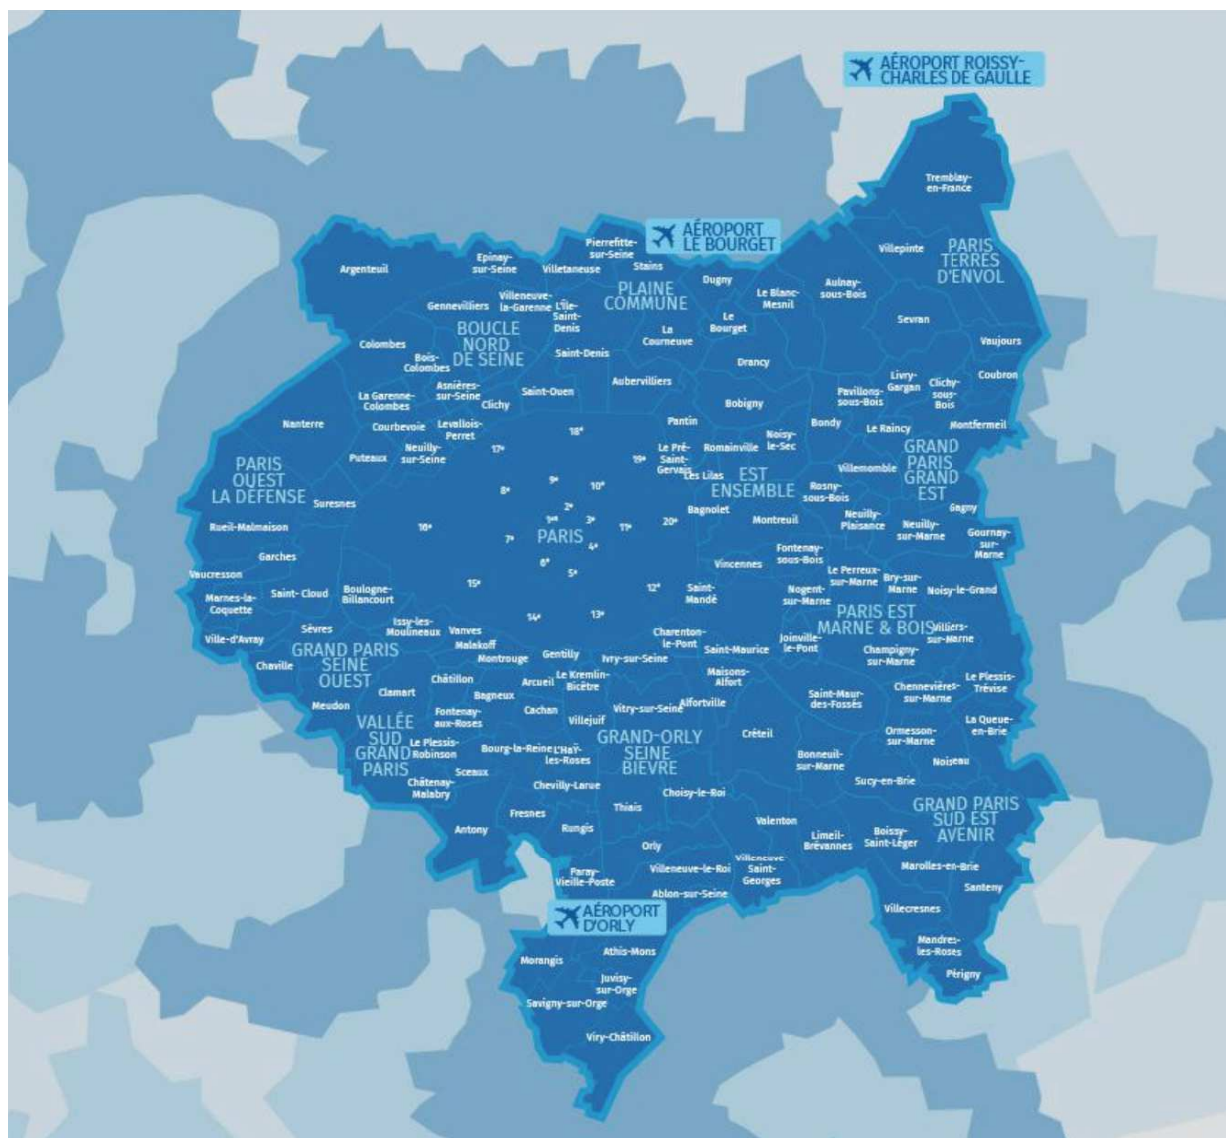 AÉROPORT ROISSY-
CHARLES DE GAULLE
Tremblay-
en-France
AÉROPORT
LE BOURGET
Pierrefitte-
sur-Seine
Villepinte
PARIS
TERRES
D'ENVOL
Argenteuil
Epinay-
sur-Seine
Villetaneuse
Stains
Dugny
Aulnay-
sous-Bois
PLAINE
COMMUNE
Le Blanc-
Mesnil
Gennevilliers
Villeneuve-
la-Garenne
L'Île-
Saint-
Denis
Le
Bourget
Sevran
BOUCLE
NORD
DE SEINE
La
Courneuve
Vaujours
Colombes
Bois-
Colombes
Saint-Denis
Drancy
Coubron
Aubervilliers
Livry-
Gargan
Clichy-
sous-
Bois
Pavillons-
sous-Bois
La Garenne-
Colombes
Asnières-
sur-Seine
Saint-Ouen
Clichy
Bobigny
Nanterre
Courbevoie
Levallois-
Perret
Pantin
Bondy
Le Raincy
Montfermeil
18e
Noisy-
le-Sec
Puteaux
Neuilly-
sur-Seine
17e
19e
Le Pré-
Saint-
Gervais
Romainville
GRAND
PARIS
GRAND
EST
PARIS
OUEST
LA DÉFENSE
Les Lilas
EST
ENSEMBLE
Villemomble
8e
9e
10e
Rosny-
sous-Bois
Suresnes
2e
Bagnolet
Gagny
Rueil-Malmaison
16e
1er
3e
11e
20e
Montreuil
Neuilly-
Plaisance
Neuilly-
sur-Marne
Gournay-
sur-
Marne
7e
PARIS
4e
Garches
6e
5e
Vincennes
Fontenay-
sous-Bois
Vaucresson
15e
12e
Le Perreux-
sur-Marne
Bry-sur-
Marne
Noisy-le-Grand
Marnes-la-
Coquette
Saint- Cloud
Boulogne-
Billancourt
Saint-
Mandé
Nogent-
sur-Marne
14e
13e
PARIS EST
MARNE & BOIS
Villiers-
sur-Marne
Ville-d'Avray
Sèvres
Issy-les-
Moulineaux
Vanves
Charenton-
le-Pont
Joinville-
le-Pont
GRAND PARIS
SEINE
OUEST
Malakoff
Montrouge
Gentilly
Ivry-sur-Seine
Saint-Maurice
Champigny-
sur-Marne
Chaville
Châtillon
Arcueil
Le Kremlin-
Bicêtre
Maisons-
Alfort
Le Plessis-
Trévise
Clamart
Bagneux
Chennevières-
sur-Marne
Meudon
Fontenay-
aux-Roses
Cachan
Villejuif
Vitry-sur-Seine
Alfortville
Saint-Maur-
des-Fossés
La Queue-
en-Brie
VALLÉE
SUD
GRAND
PARIS
Le Plessis-
Robinson
Bourg-la-Reine
L'HaŸ-
les-Roses
GRAND-ORLY
SEINE
BIÈVRE
Créteil
Ormesson-
sur-Marne
Bonneuil-
sur-Marne
Noiseau
Sceaux
Châtenay-
Malabry
Chevilly-Larue
Choisy-le-Roi
Sucy-en-Brie
Fresnes
Thiais
GRAND PARIS
SUD EST
AVENIR
Antony
Rungis
Valenton
Limeil-
Brévannes
Boissy-
Saint-Léger
Orly
Paray-
Vieille-Poste
Villeneuve-le-Roi
Villeneuve
Saint-
Georges
Marolles-en-Brie
Ablon-sur-Seine
Santeny
AÉROPORT
D'ORLY
Villecresnes
Morangis
Athis-Mons
Mandres-
les-Roses
Périgny
Juvisy-
sur-Orge
Savigny-sur-Orge
Viry-Châtillon